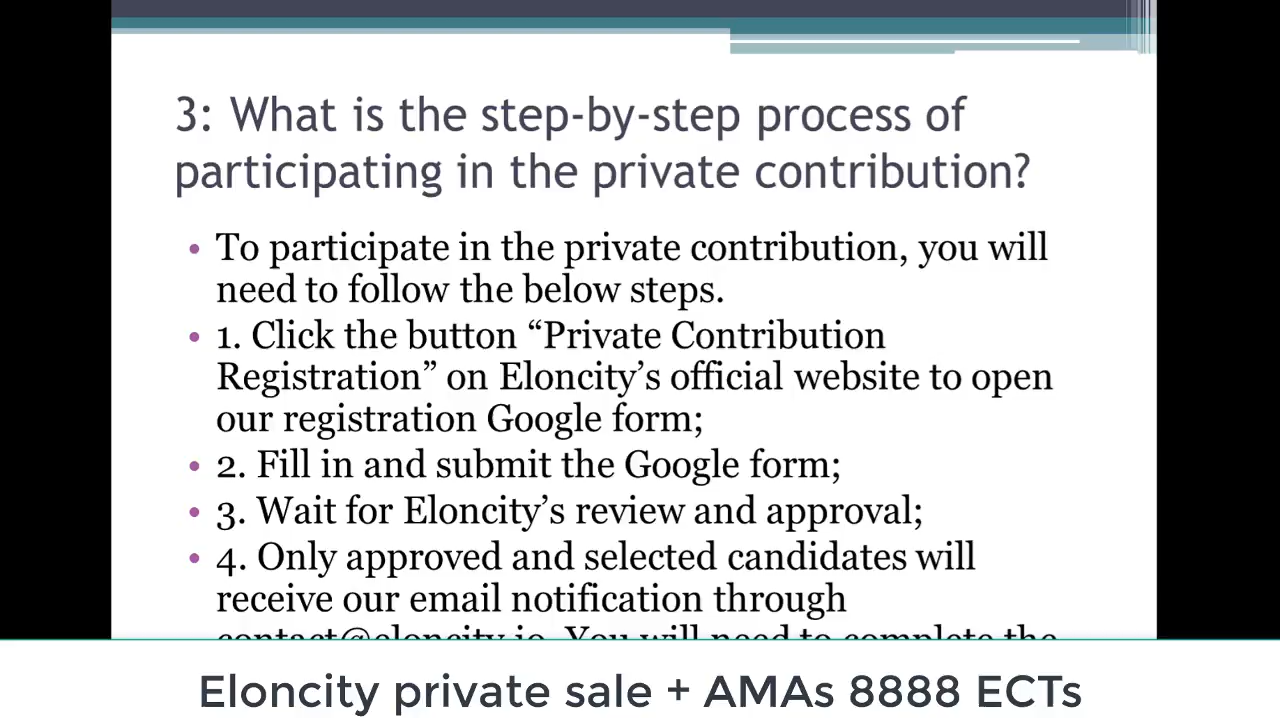 3: What is the step-by-step process of
participating in the private contribution?
• To participate in the private contribution, you will
need to follow the below steps.
• 1. Click the button “Private Contribution
Registration” on Eloncity’s official website to open
our registration Google form;
• 2. Fill in and submit the Google form;
• 3. Wait for Eloncity’s review and approval;
• 4. Only approved and selected candidates will
receive our email notification through
contact@eloncity.io. You will need to complete the
Eloncity private sale + AMAs 8888 ECTs